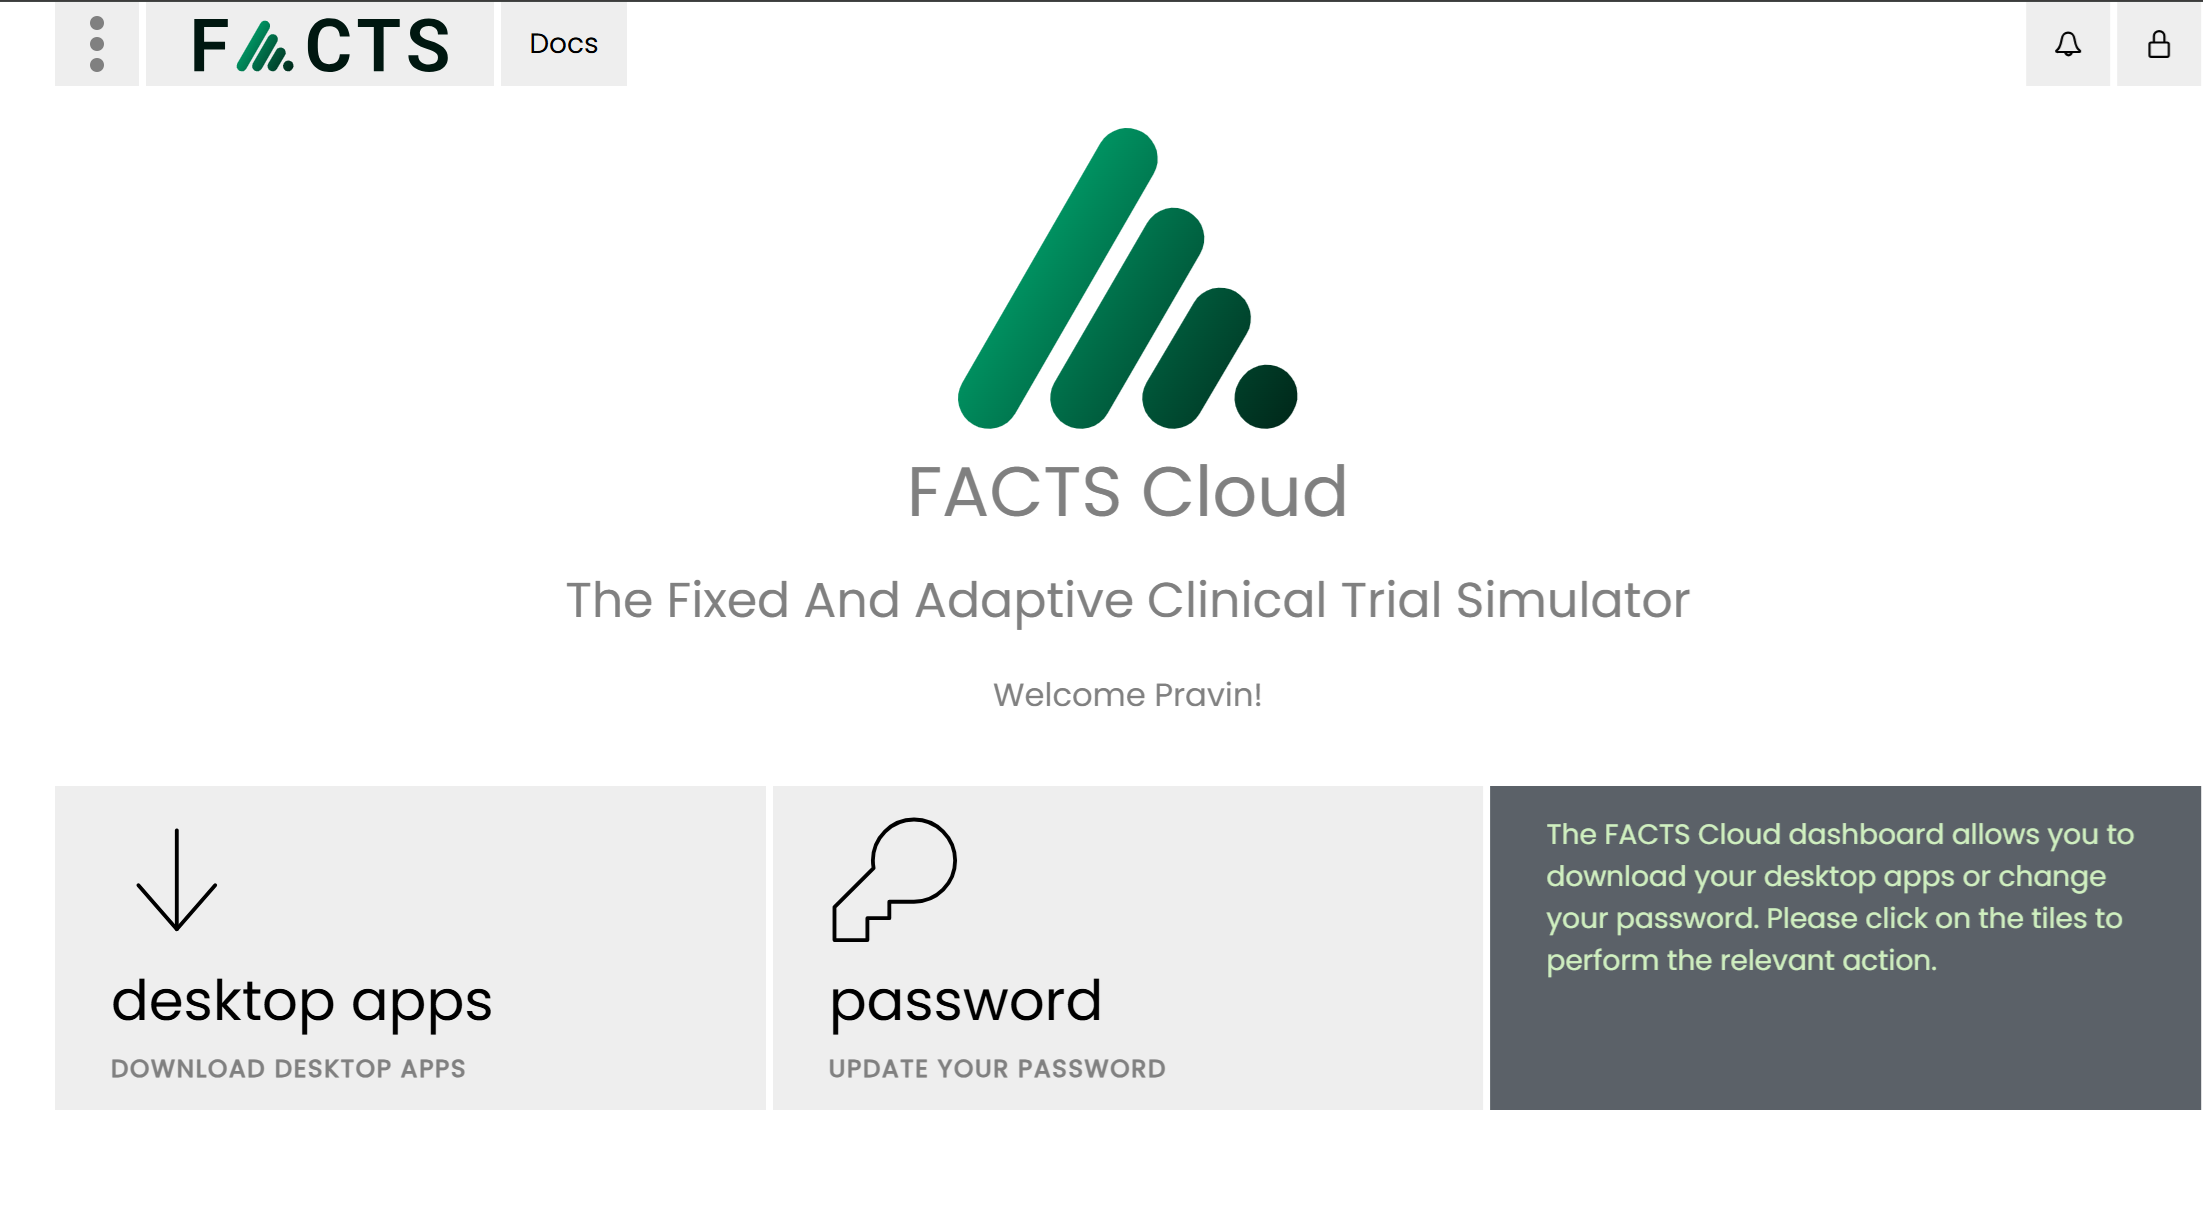 FACTS
Docs
FACTS Cloud
The Fixed And Adaptive Clinical Trial Simulator
Welcome Pravin!
desktop apps
DOWNLOAD DESKTOP APPS
password
UPDATE YOUR PASSWORD
The FACTS Cloud dashboard allows you to
download your desktop apps or change
your password. Please click on the tiles to
perform the relevant action.